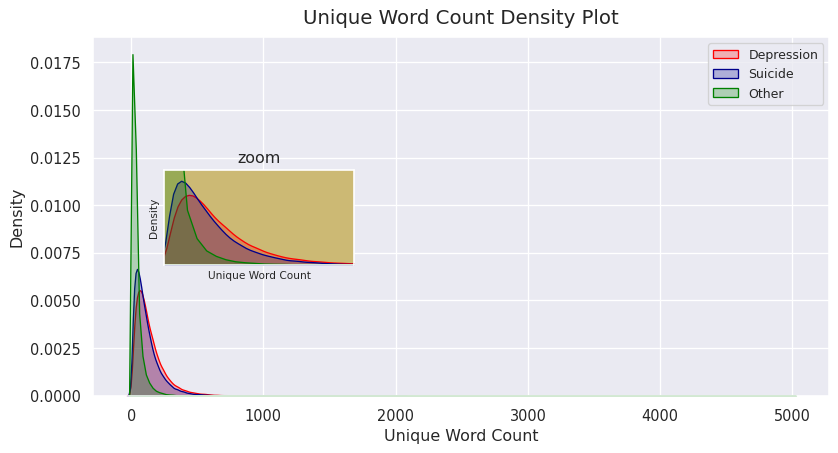 Unique Word Count Density Plot
Depression
Suicide
Other
0.0175
0.0150
0.0125
0.0100
0.0075
0.0050
0.0025
0.0000
Density
zoom
Density
Unique Word Count
0 1000 2000 3000 4000 5000
Unique Word Count